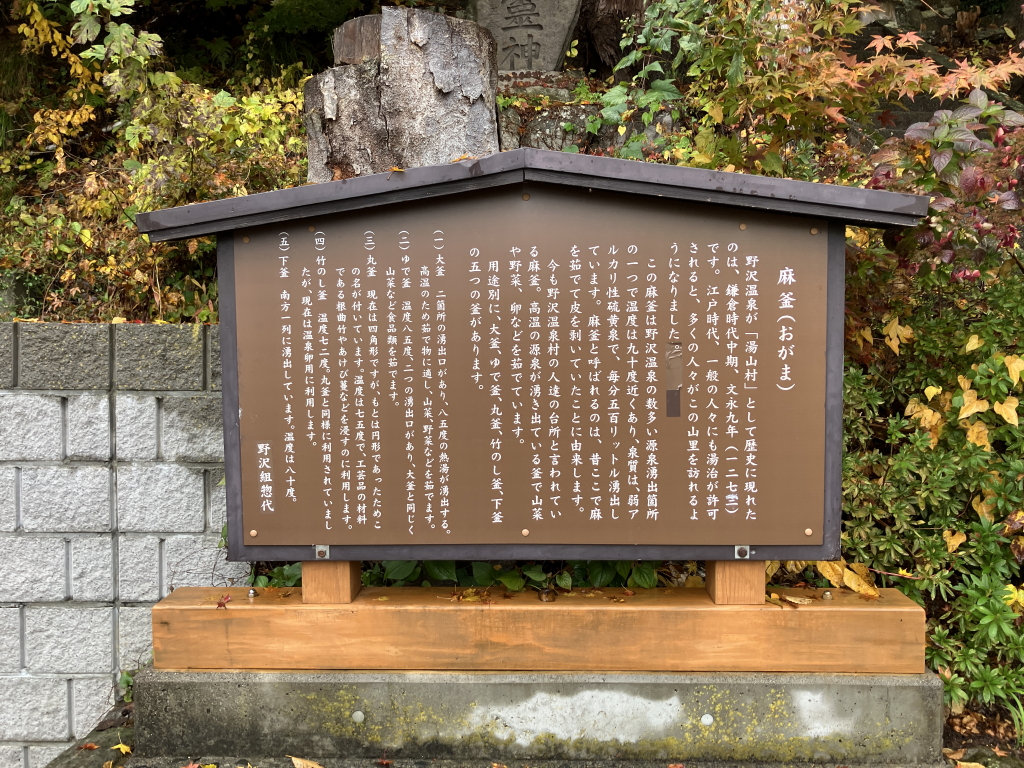 麻釜(おがま)
野沢温泉が「湯山村」として歴史に現れた
のは、鎌倉時代中期、文永九年(一二七二)
です。江戸時代、一般の人々にも湯治が許可
されると、多くの人々がこの山里を訪れるよ
うになりました
この麻釜は野沢温泉の数多い源泉湧出箇所
の一つで温度は九十度近くあり、泉質は、弱ア
ルカリ性硫黄泉で、毎分五百リットル湧出し
ています。麻釜と呼ばれるのは、昔ここで麻
を茹でて皮を剥いていたことに由来します。
今も野沢温泉村の人達の台所と言われてい
る麻釜。高温の源泉が湧き出ている釜で山菜
や野菜、卵などを茹でています。
用途別に、大釜、ゆで釜、丸釜、竹のし釜、下釜
の五つの釜があります。
(一)大釜 二箇所の湧出口があり、八五度の熱湯が湧出する。
高温のため茹で物に適し、山菜、野菜などを茹でます。
(二)ゆで釜 温度八五度、二つの湧出口があり、大釜と同じく
山菜など食品類を茹でます。
(三)丸釜 現在は四角形ですが、もとは円形であったためこ
の名が付いています。温度は七五度で、工芸品の材料
である根曲竹やあけび蔓などを浸すのに利用します。
(四)竹のし釜 温度七二度、丸釜と同様に利用されていまし
たが、現在は温泉卵用に利用します。
(五)下釜 南方一列に湧出しています。温度は八十度。
野沢組惣代
神